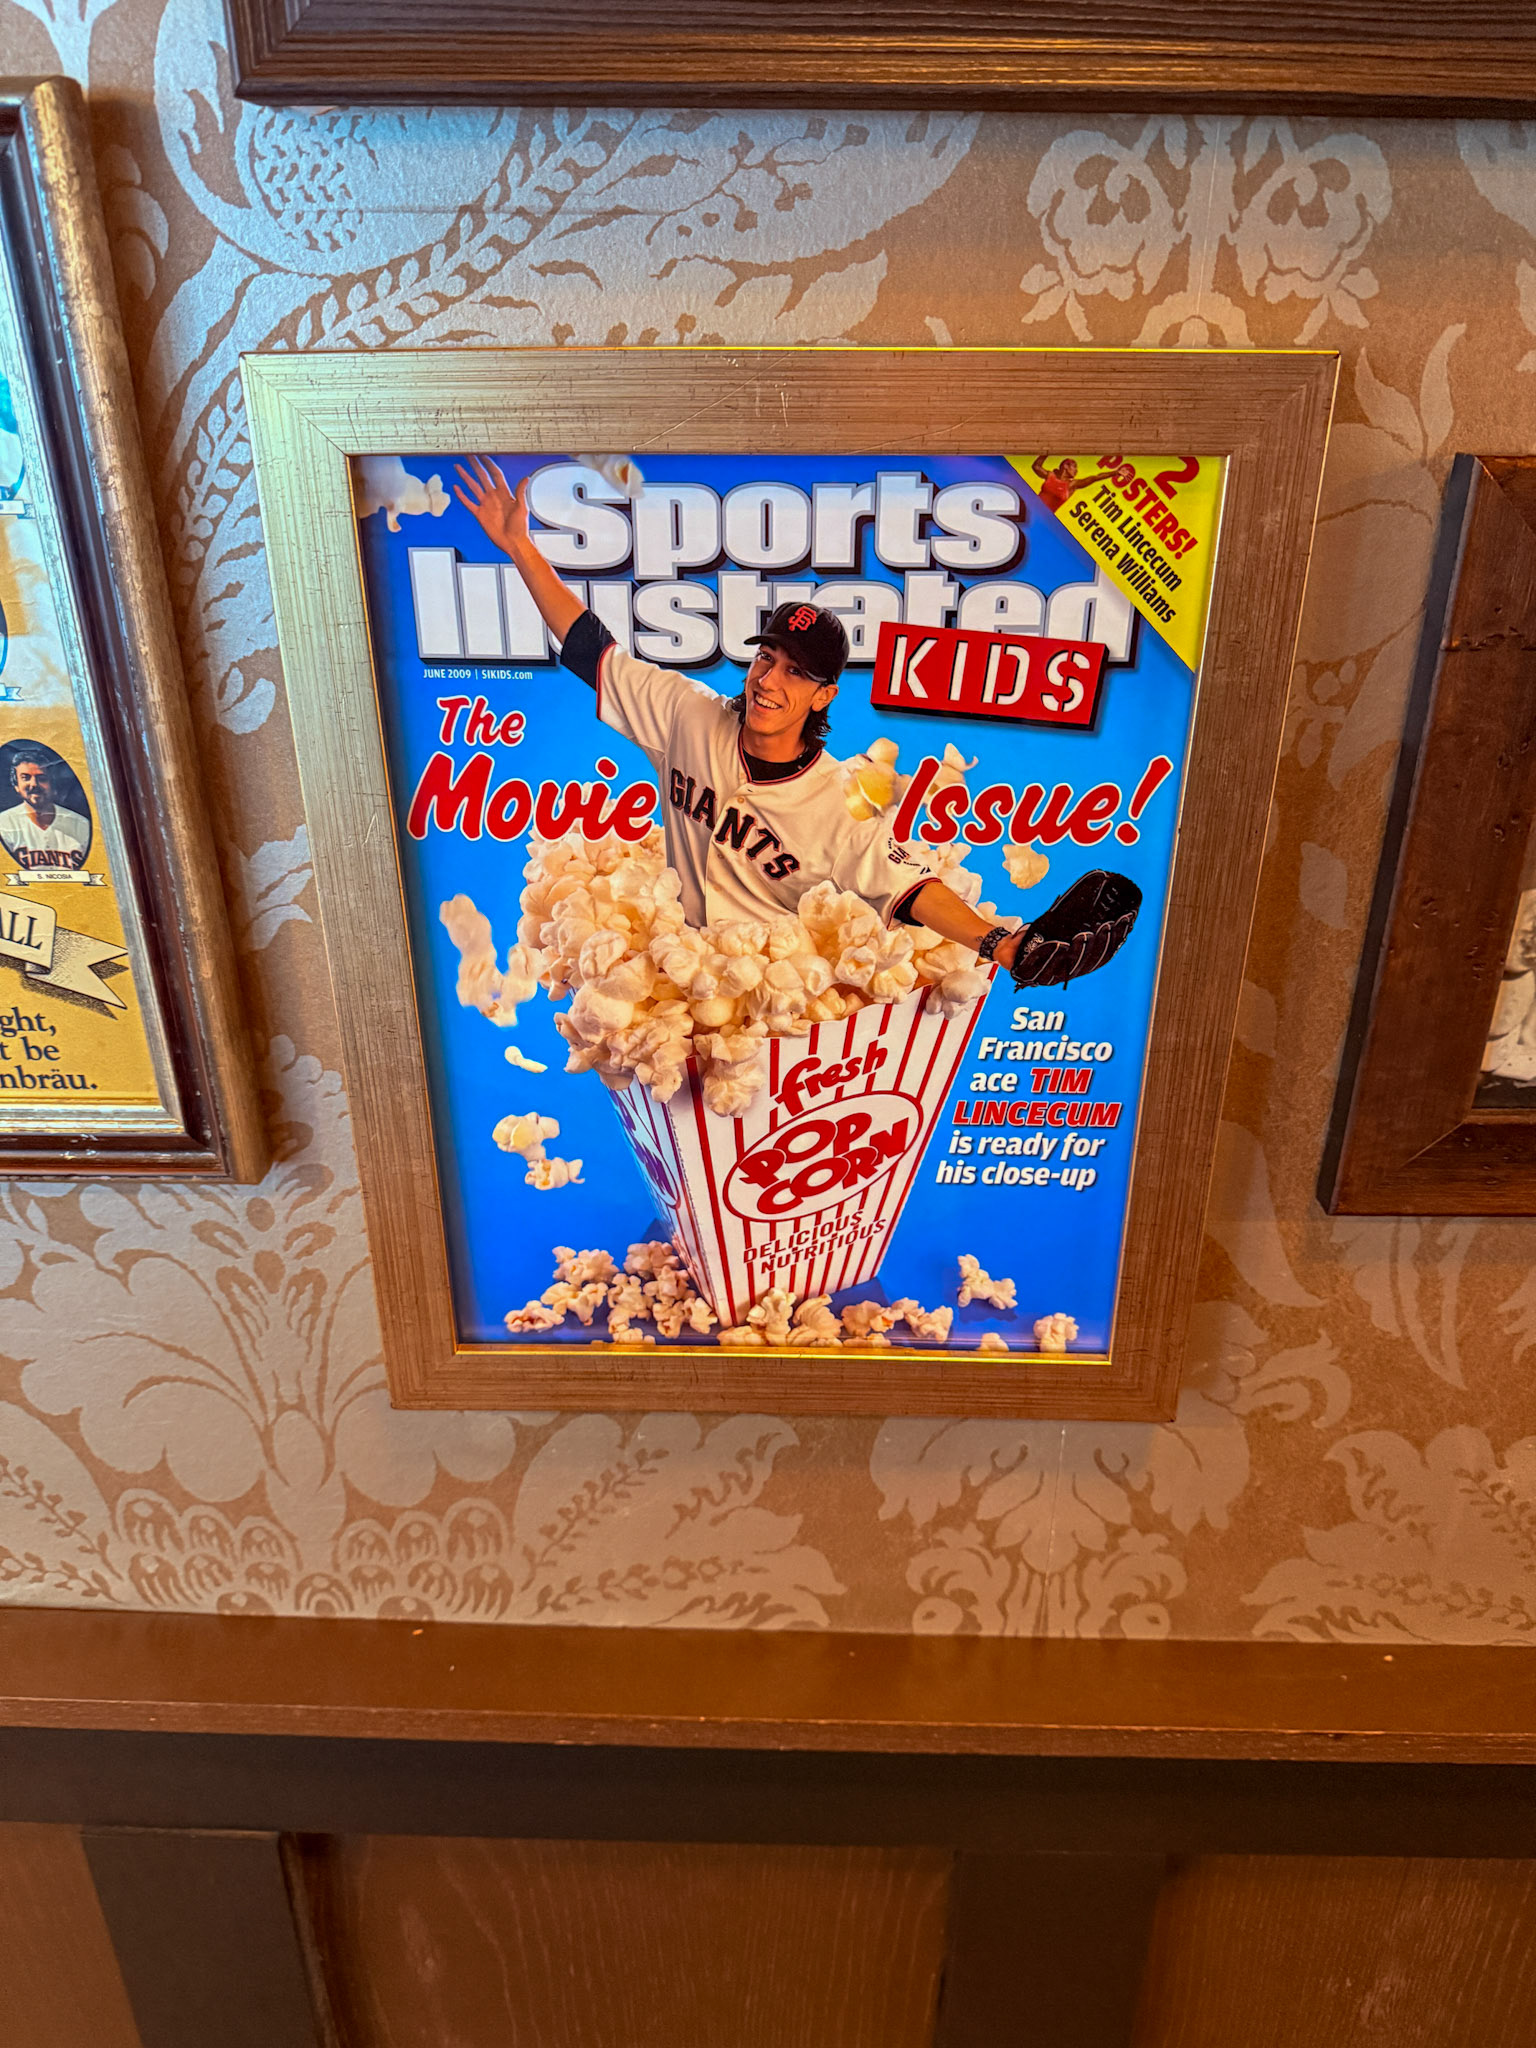 2
POSTERS!
Tim Lincecum
Serena Williams
Sports
Illustrated
KIDS
JUNE 2009 | SIKIDS.com
The
Movie Issue!
SF
GIANTS
San
Francisco
ace TIM
LINCECUM
is ready for
his close-up
fresh
POP
CORN
DELICIOUS
NUTRITIOUS
GIANTS
S. NICOSIA
ALL
ght,
t be
nbräu.